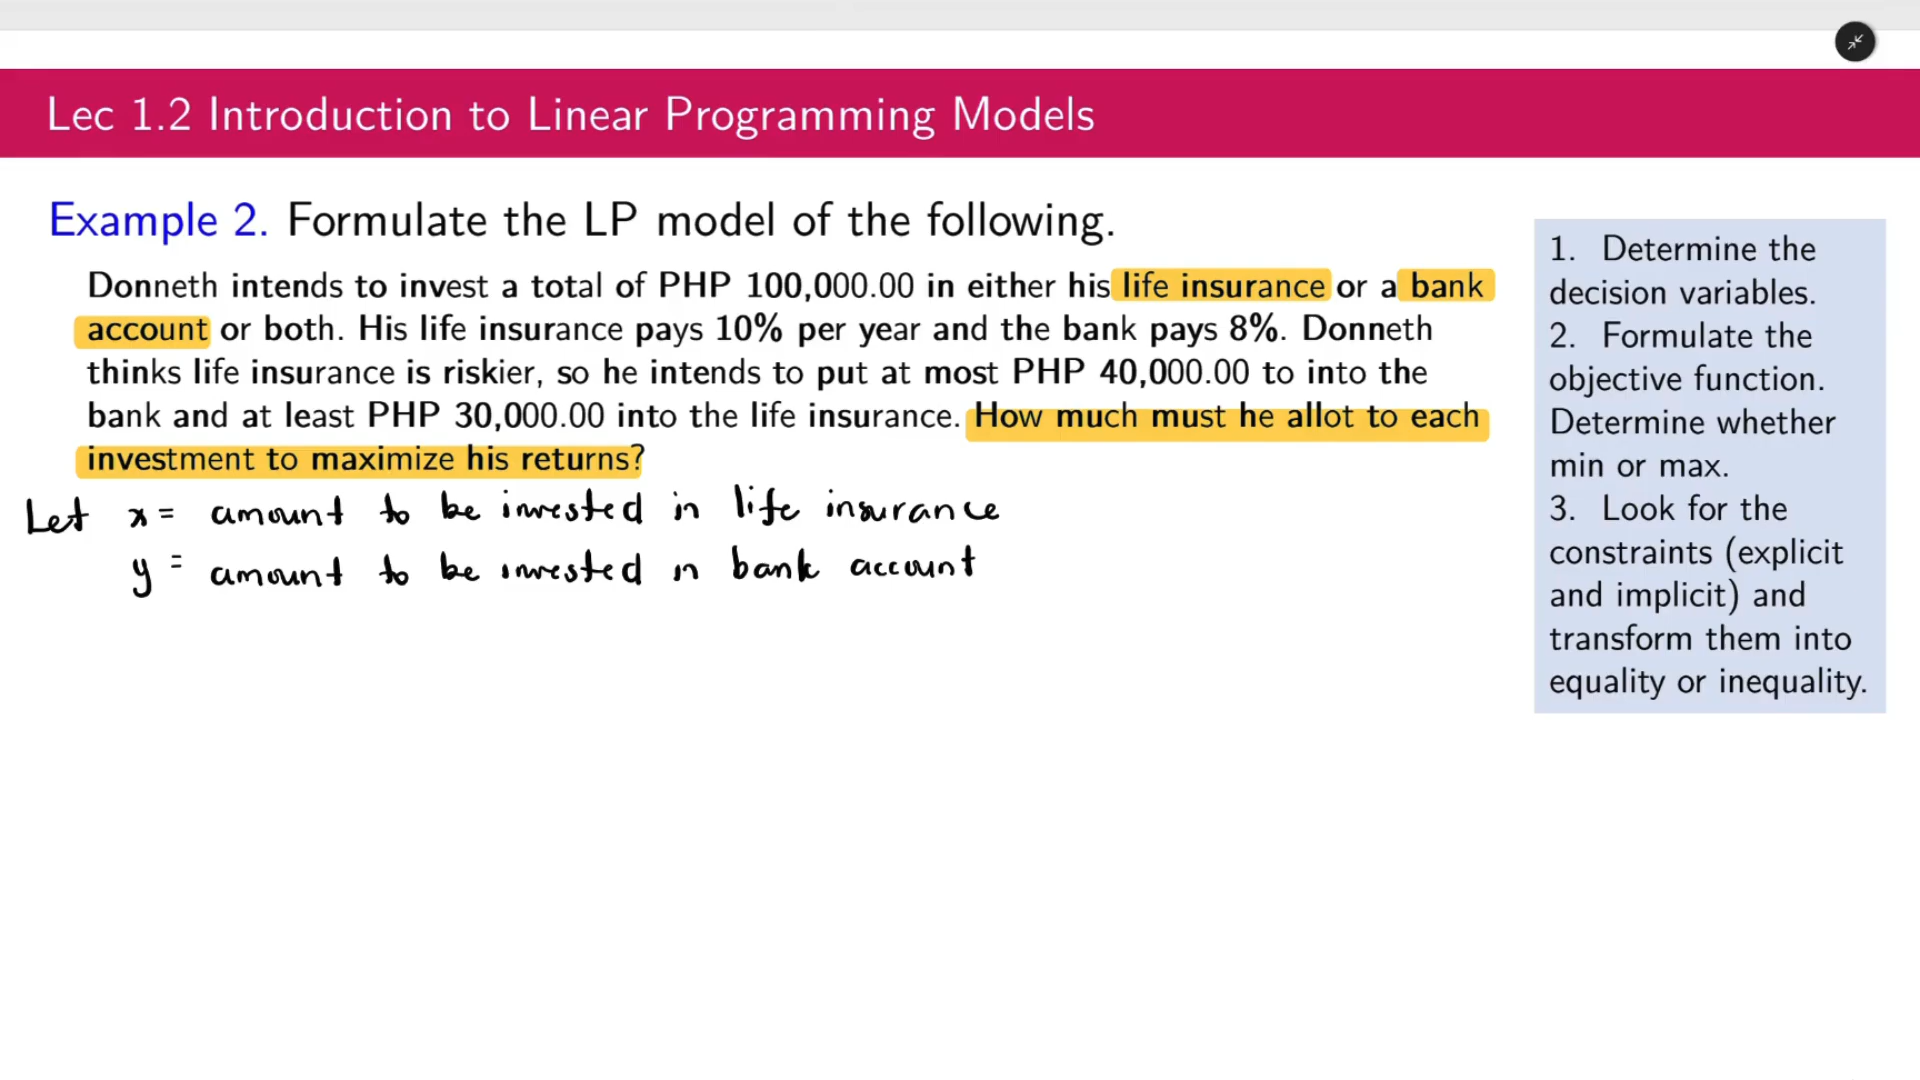 Lec 1.2 Introduction to Linear Programming Models
Example 2. Formulate the LP model of the following.
Donneth intends to invest a total of PHP 100,000.00 in either his life insurance or a bank
account or both. His life insurance pays 10% per year and the bank pays 8%. Donneth
thinks life insurance is riskier, so he intends to put at most PHP 40,000.00 to into the
bank and at least PHP 30,000.00 into the life insurance. How much must he allot to each
investment to maximize his returns?
Let x = amount to be invested in life insurance
y = amount to be invested in bank account
1. Determine the
decision variables.
2. Formulate the
objective function.
Determine whether
min or max.
3. Look for the
constraints (explicit
and implicit) and
transform them into
equality or inequality.